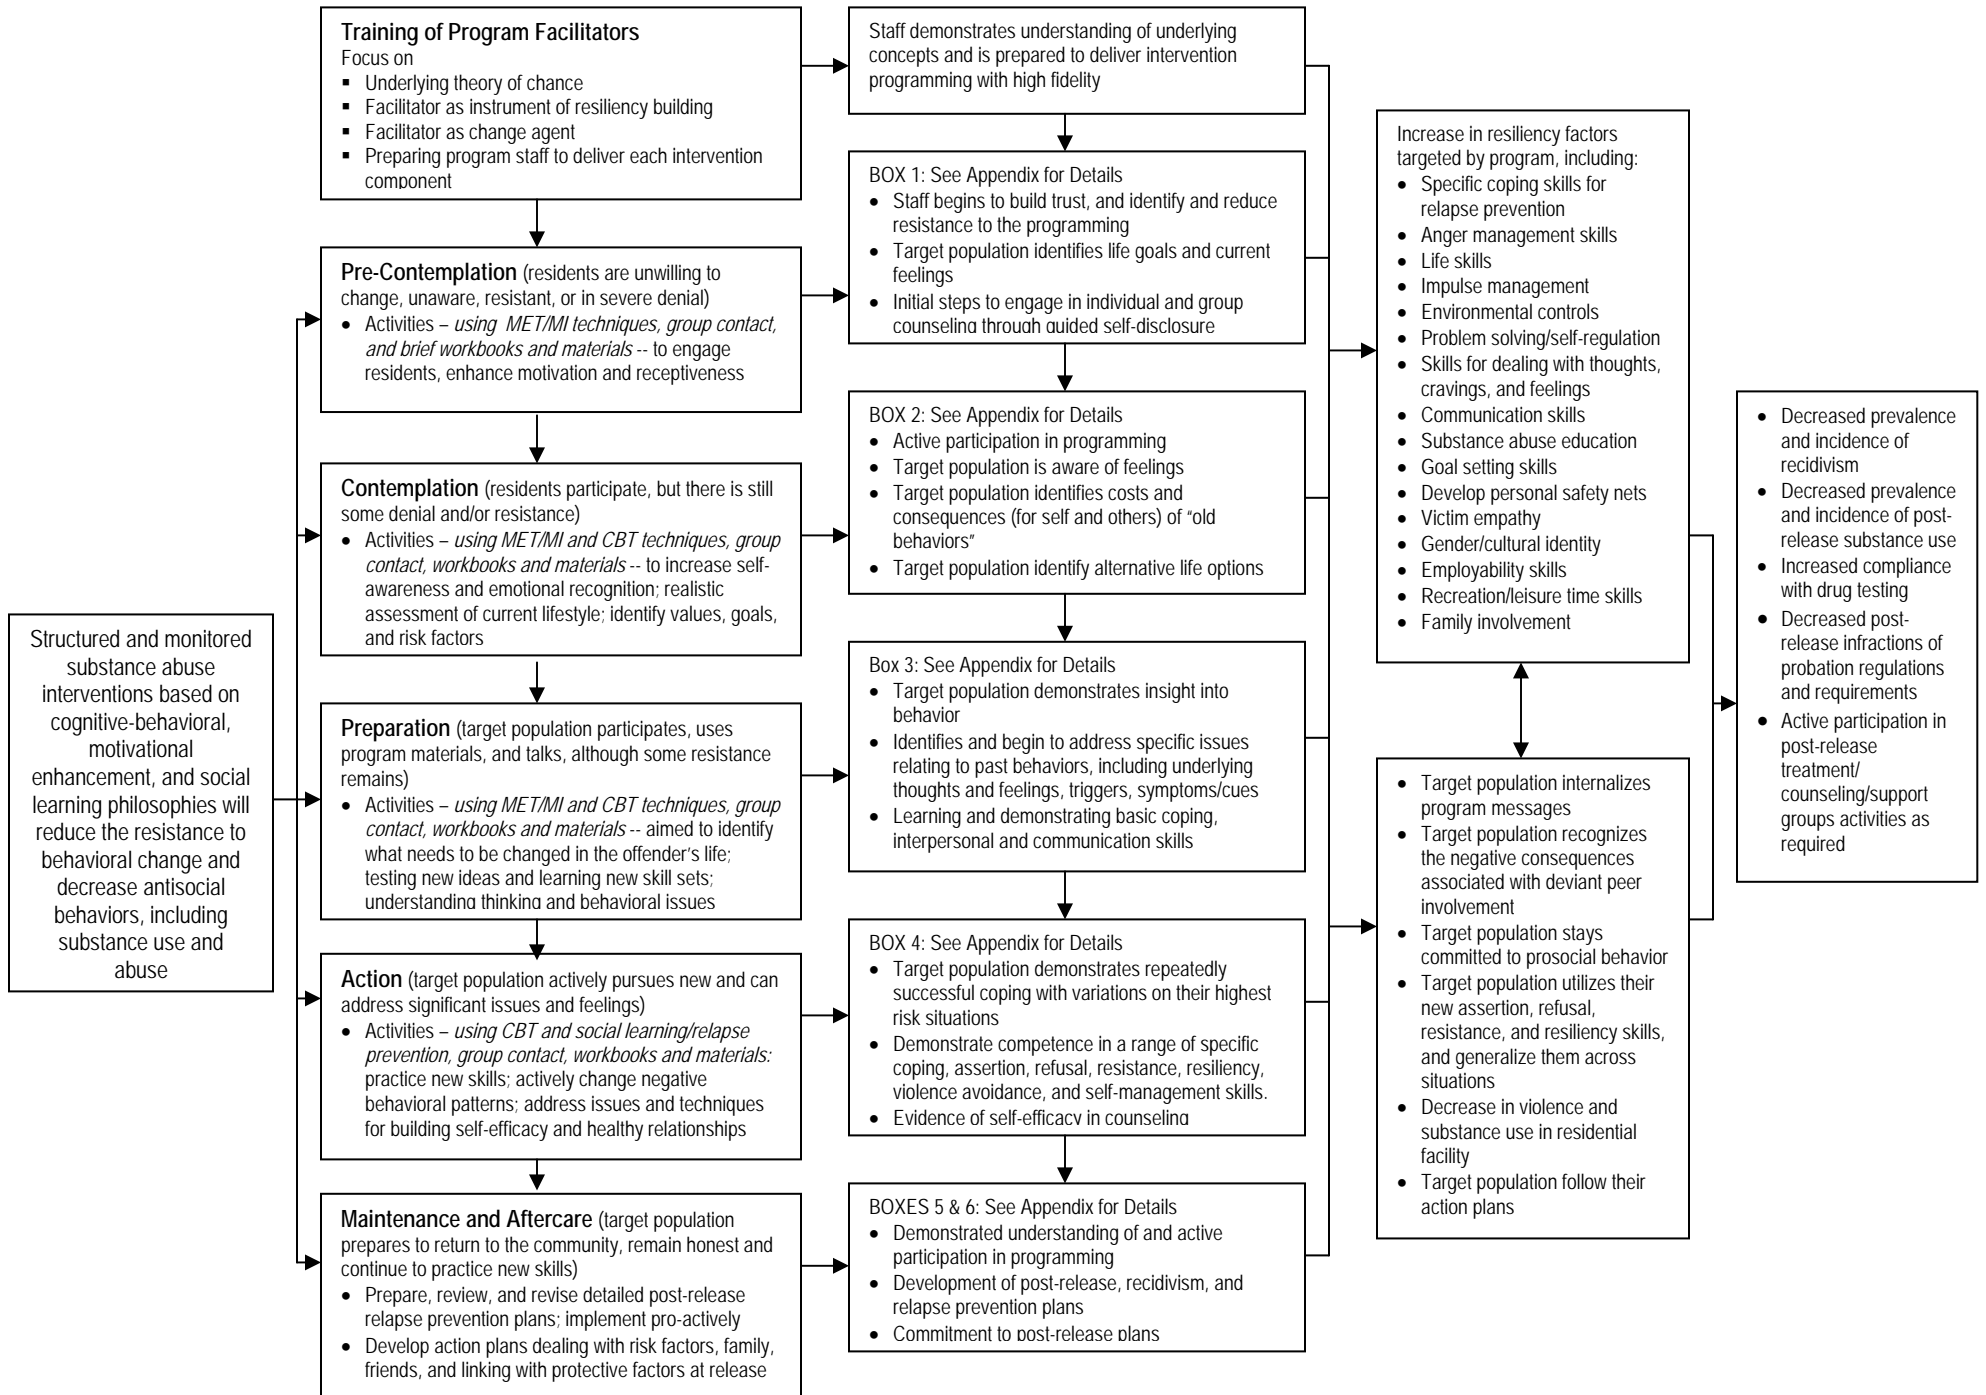 Structured and monitored
substance abuse
interventions based on
cognitive-behavioral,
motivational
enhancement, and social
learning philosophies will
reduce the resistance to
behavioral change and
decrease antisocial
behaviors, including
substance use and
abuse
Training of Program Facilitators
Focus on
▪ Underlying theory of chance
▪ Facilitator as instrument of resiliency building
▪ Facilitator as change agent
▪ Preparing program staff to deliver each intervention
component
Pre-Contemplation (residents are unwilling to
change, unaware, resistant, or in severe denial)
• Activities – using MET/MI techniques, group contact,
and brief workbooks and materials -- to engage
residents, enhance motivation and receptiveness
Contemplation (residents participate, but there is still
some denial and/or resistance)
• Activities – using MET/MI and CBT techniques, group
contact, workbooks and materials -- to increase self-
awareness and emotional recognition; realistic
assessment of current lifestyle; identify values, goals,
and risk factors
Preparation (target population participates, uses
program materials, and talks, although some resistance
remains)
• Activities – using MET/MI and CBT techniques, group
contact, workbooks and materials -- aimed to identify
what needs to be changed in the offender's life;
testing new ideas and learning new skill sets;
understanding thinking and behavioral issues
Action (target population actively pursues new and can
address significant issues and feelings)
• Activities – using CBT and social learning/relapse
prevention, group contact, workbooks and materials:
practice new skills; actively change negative
behavioral patterns; address issues and techniques
for building self-efficacy and healthy relationships
Maintenance and Aftercare (target population
prepares to return to the community, remain honest and
continue to practice new skills)
• Prepare, review, and revise detailed post-release
relapse prevention plans; implement pro-actively
• Develop action plans dealing with risk factors, family,
friends, and linking with protective factors at release
Staff demonstrates understanding of underlying
concepts and is prepared to deliver intervention
programming with high fidelity
BOX 1: See Appendix for Details
• Staff begins to build trust, and identify and reduce
resistance to the programming
• Target population identifies life goals and current
feelings
• Initial steps to engage in individual and group
counseling through guided self-disclosure
BOX 2: See Appendix for Details
• Active participation in programming
• Target population is aware of feelings
• Target population identifies costs and
consequences (for self and others) of "old
behaviors"
• Target population identify alternative life options
Box 3: See Appendix for Details
• Target population demonstrates insight into
behavior
• Identifies and begin to address specific issues
relating to past behaviors, including underlying
thoughts and feelings, triggers, symptoms/cues
• Learning and demonstrating basic coping,
interpersonal and communication skills
BOX 4: See Appendix for Details
• Target population demonstrates repeatedly
successful coping with variations on their highest
risk situations
• Demonstrate competence in a range of specific
coping, assertion, refusal, resistance, resiliency,
violence avoidance, and self-management skills.
• Evidence of self-efficacy in counseling
BOXES 5 & 6: See Appendix for Details
• Demonstrated understanding of and active
participation in programming
• Development of post-release, recidivism, and
relapse prevention plans
• Commitment to post-release plans
Increase in resiliency factors
targeted by program, including:
• Specific coping skills for
relapse prevention
• Anger management skills
• Life skills
• Impulse management
• Environmental controls
• Problem solving/self-regulation
• Skills for dealing with thoughts,
cravings, and feelings
• Communication skills
• Substance abuse education
• Goal setting skills
• Develop personal safety nets
• Victim empathy
• Gender/cultural identity
• Employability skills
• Recreation/leisure time skills
• Family involvement
• Target population internalizes
program messages
• Target population recognizes
the negative consequences
associated with deviant peer
involvement
• Target population stays
committed to prosocial behavior
• Target population utilizes their
new assertion, refusal,
resistance, and resiliency skills,
and generalize them across
situations
• Decrease in violence and
substance use in residential
facility
• Target population follow their
action plans
• Decreased prevalence
and incidence of
recidivism
• Decreased prevalence
and incidence of post-
release substance use
• Increased compliance
with drug testing
• Decreased post-
release infractions of
probation regulations
and requirements
• Active participation in
post-release
treatment/
counseling/support
groups activities as
required